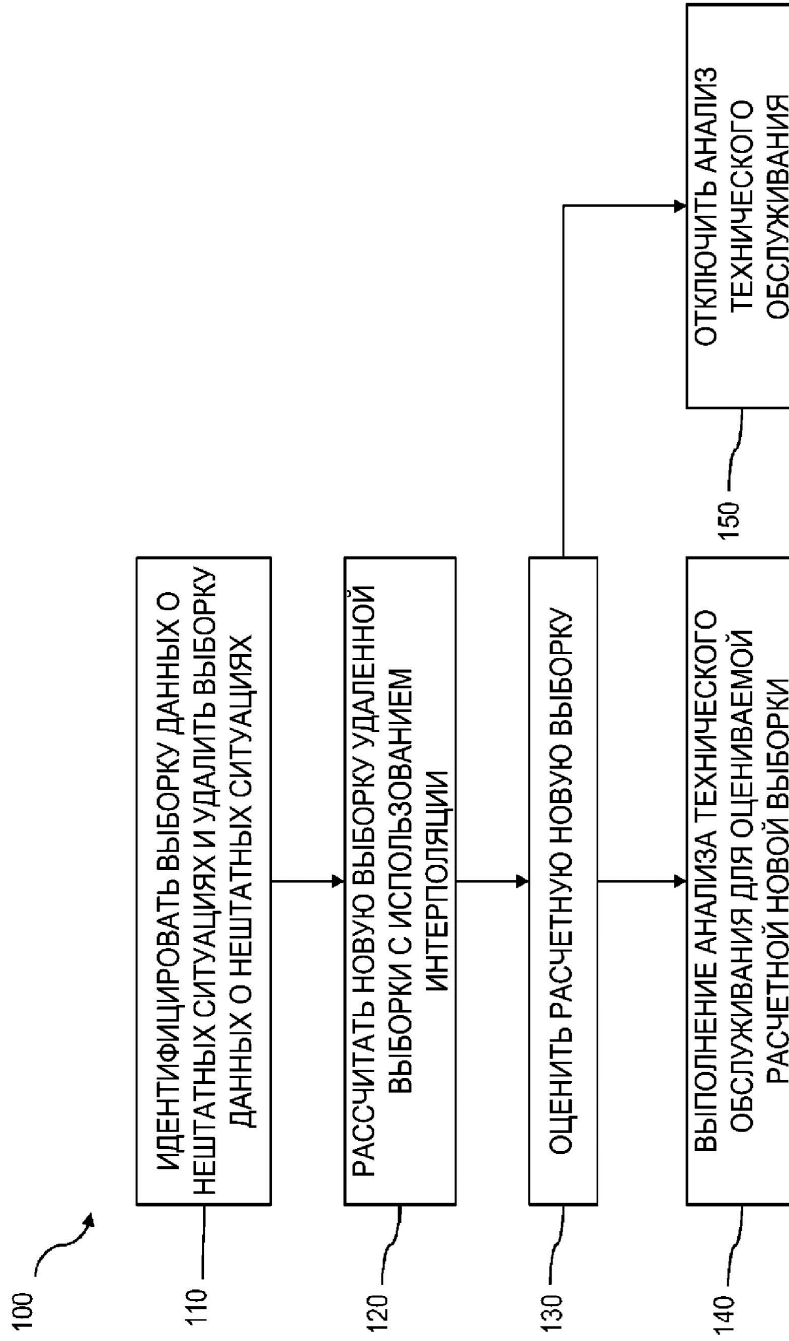 100
110
ИДЕНТИФИЦИРОВАТЬ ВЫБОРКУ ДАННЫХ О
НЕШТАТНЫХ СИТУАЦИЯХ И УДАЛИТЬ ВЫБОРКУ
ДАННЫХ О НЕШТАТНЫХ СИТУАЦИЯХ
120
РАССЧИТАТЬ НОВУЮ ВЫБОРКУ УДАЛЕННОЙ
ВЫБОРКИ С ИСПОЛЬЗОВАНИЕМ
ИНТЕРПОЛЯЦИИ
130
ОЦЕНИТЬ РАСЧЕТНУЮ НОВУЮ ВЫБОРКУ
140
ВЫПОЛНЕНИЕ АНАЛИЗА ТЕХНИЧЕСКОГО
ОБСЛУЖИВАНИЯ ДЛЯ ОЦЕНИВАЕМОЙ
РАСЧЕТНОЙ НОВОЙ ВЫБОРКИ
150
ОТКЛЮЧИТЬ АНАЛИЗ
ТЕХНИЧЕСКОГО
ОБСЛУЖИВАНИЯ